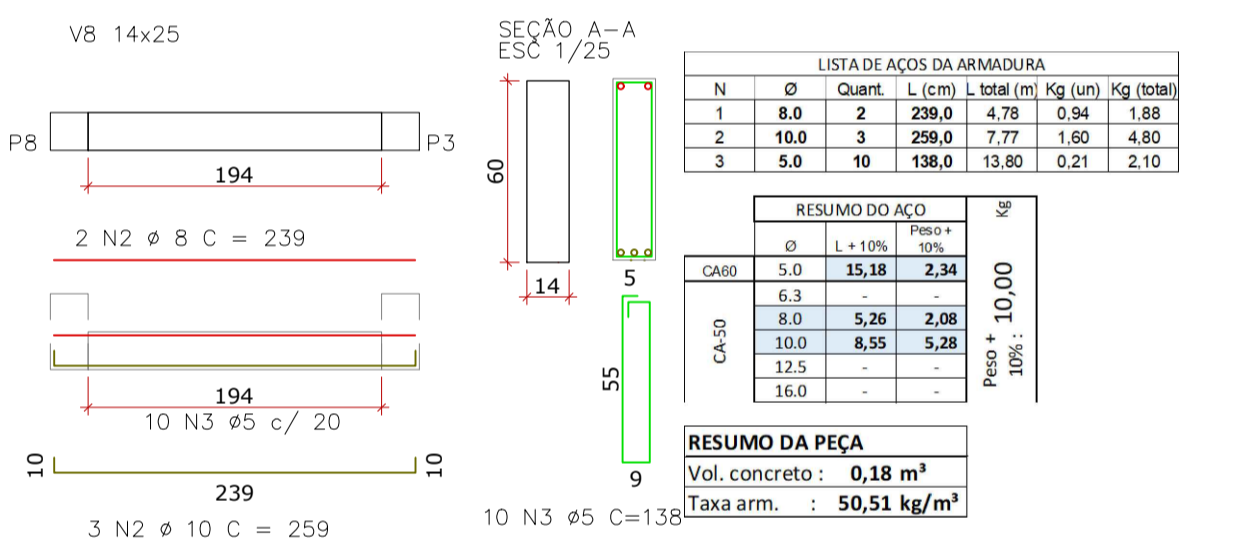 V8 14x25
P8
P3
194
2 N2 ø 8 C = 239
194
10 N3 ø5 c/ 20
10
10
239
3 N2 ø 10 C = 259
SEÇÃO A-A
ESC 1/25
60
14
5
55
9
10 N3 ø5 C=138
LISTA DE AÇOS DA ARMADURA
N Ø Quant. L (cm) L total (m) Kg (un) Kg (total)
1 8.0 2 239,0 4,78 0,94 1,88
2 10.0 3 259,0 7,77 1,60 4,80
3 5.0 10 138,0 13,80 0,21 2,10
RESUMO DO AÇO
Ø L + 10% Peso + 10%
CA60 5.0 15,18 2,34
CA-50
6.3 - -
8.0 5,26 2,08
10.0 8,55 5,28
12.5 - -
16.0 - -
Peso + 10% : 10,00 Kg
RESUMO DA PEÇA
Vol. concreto : 0,18 m³
Taxa arm. : 50,51 kg/m³